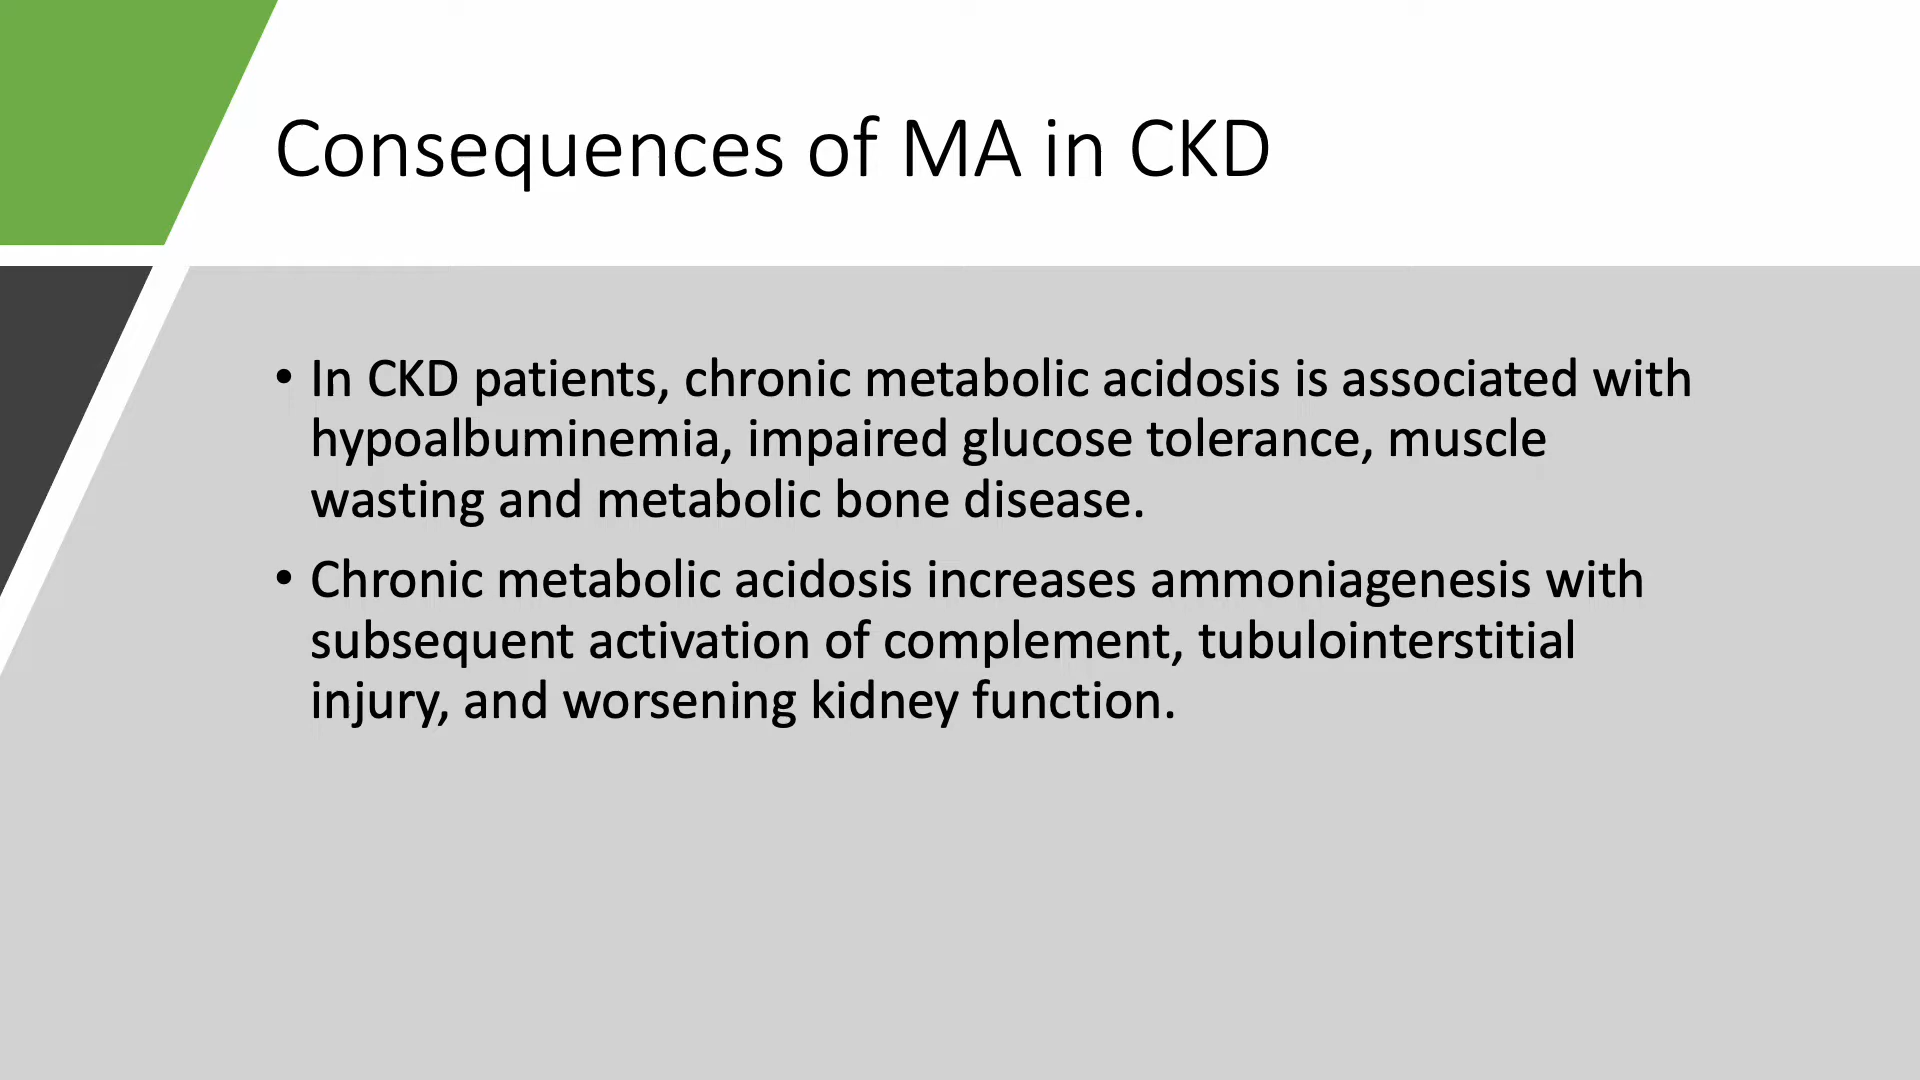 Consequences of MA in CKD
• In CKD patients, chronic metabolic acidosis is associated with
hypoalbuminemia, impaired glucose tolerance, muscle
wasting and metabolic bone disease.
• Chronic metabolic acidosis increases ammoniagenesis with
subsequent activation of complement, tubulointerstitial
injury, and worsening kidney function.